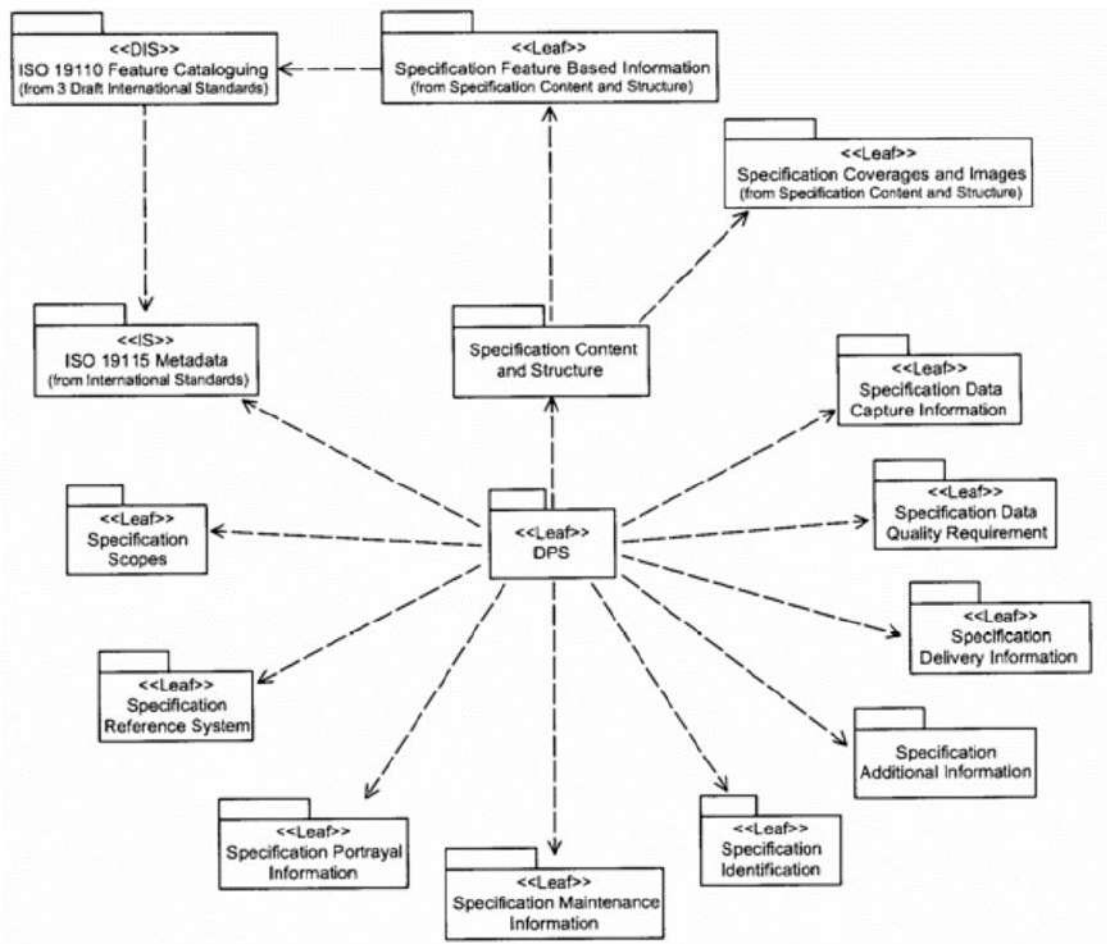 <<DIS>>
ISO 19110 Feature Cataloguing
(from 3 Draft International Standards)
<<Leaf>>
Specification Feature Based Information
(from Specification Content and Structure)
<<Leaf>>
Specification Coverages and Images
(from Specification Content and Structure)
<<IS>>
ISO 19115 Metadata
(from International Standards)
Specification Content
and Structure
<<Leaf>>
Specification Data
Capture Information
<<Leaf>>
Specification Data
Quality Requirement
<<Leaf>>
Specification
Scopes
<<Leaf>>
DPS
<<Leaf>>
Specification
Delivery Information
<<Leaf>>
Specification
Reference System
Specification
Additional Information
<<Leaf>>
Specification Portrayal
Information
<<Leaf>>
Specification Maintenance
Information
<<Leaf>>
Specification
Identification